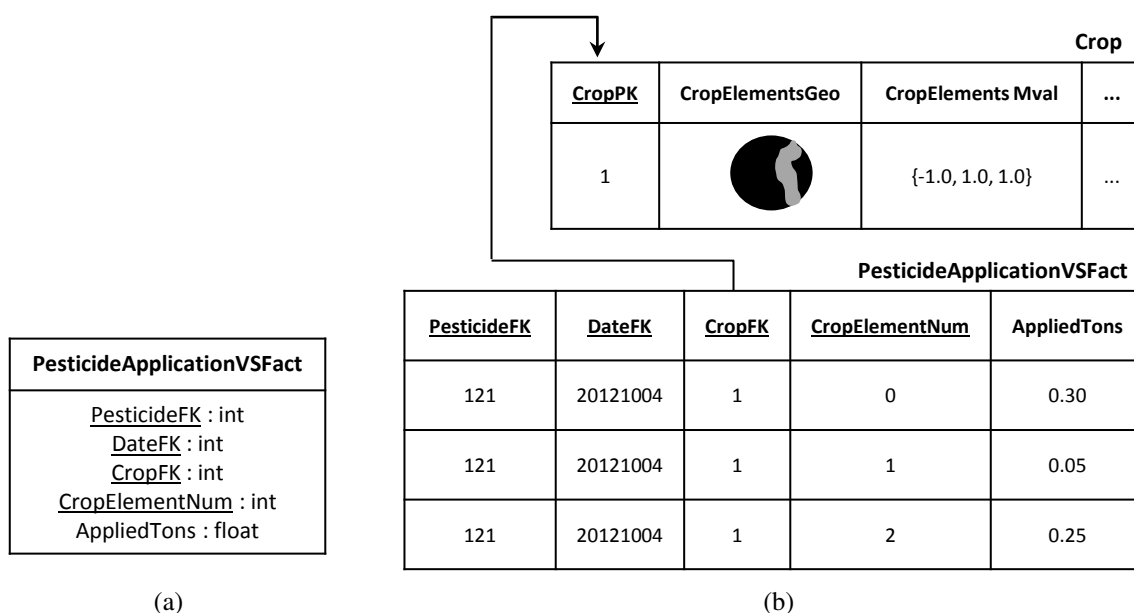 Crop
CropPK CropElementsGeo CropElements Mval ...
1 {-1.0, 1.0, 1.0} ...
PesticideApplicationVSFact
PesticideFK DateFK CropFK CropElementNum AppliedTons
121 20121004 1 0 0.30
121 20121004 1 1 0.05
121 20121004 1 2 0.25
PesticideApplicationVSFact
PesticideFK : int
DateFK : int
CropFK : int
CropElementNum : int
AppliedTons : float
(a) (b)